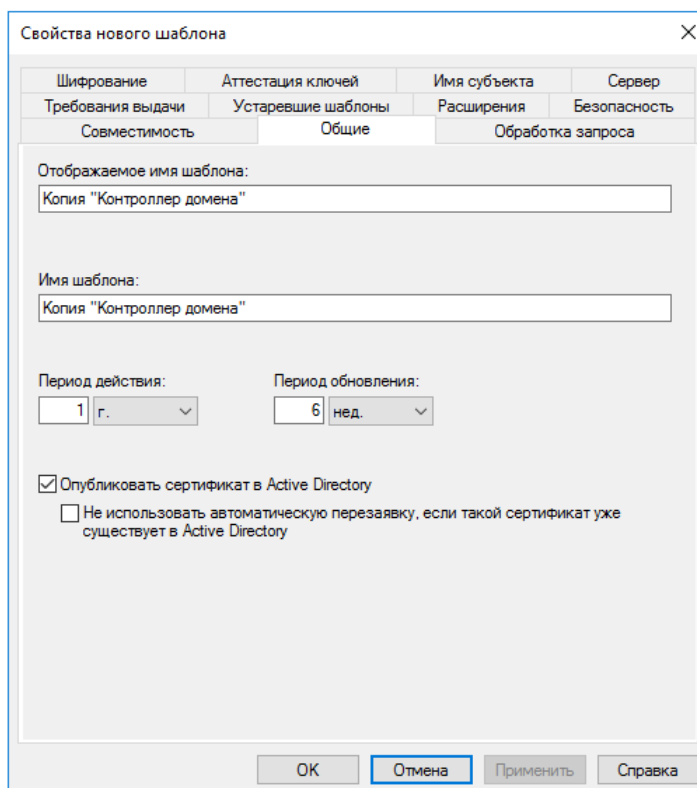 Свойства нового шаблона
Шифрование Аттестация ключей Имя субъекта Сервер
Требования выдачи Устаревшие шаблоны Расширения Безопасность
Совместимость Общие Обработка запроса
Отображаемое имя шаблона:
Копия "Контроллер домена"
Имя шаблона:
Копия "Контроллер домена"
Период действия: Период обновления:
1 г. 6 нед.
Опубликовать сертификат в Active Directory
Не использовать автоматическую перезаявку, если такой сертификат уже
существует в Active Directory
OK Отмена Применить Справка